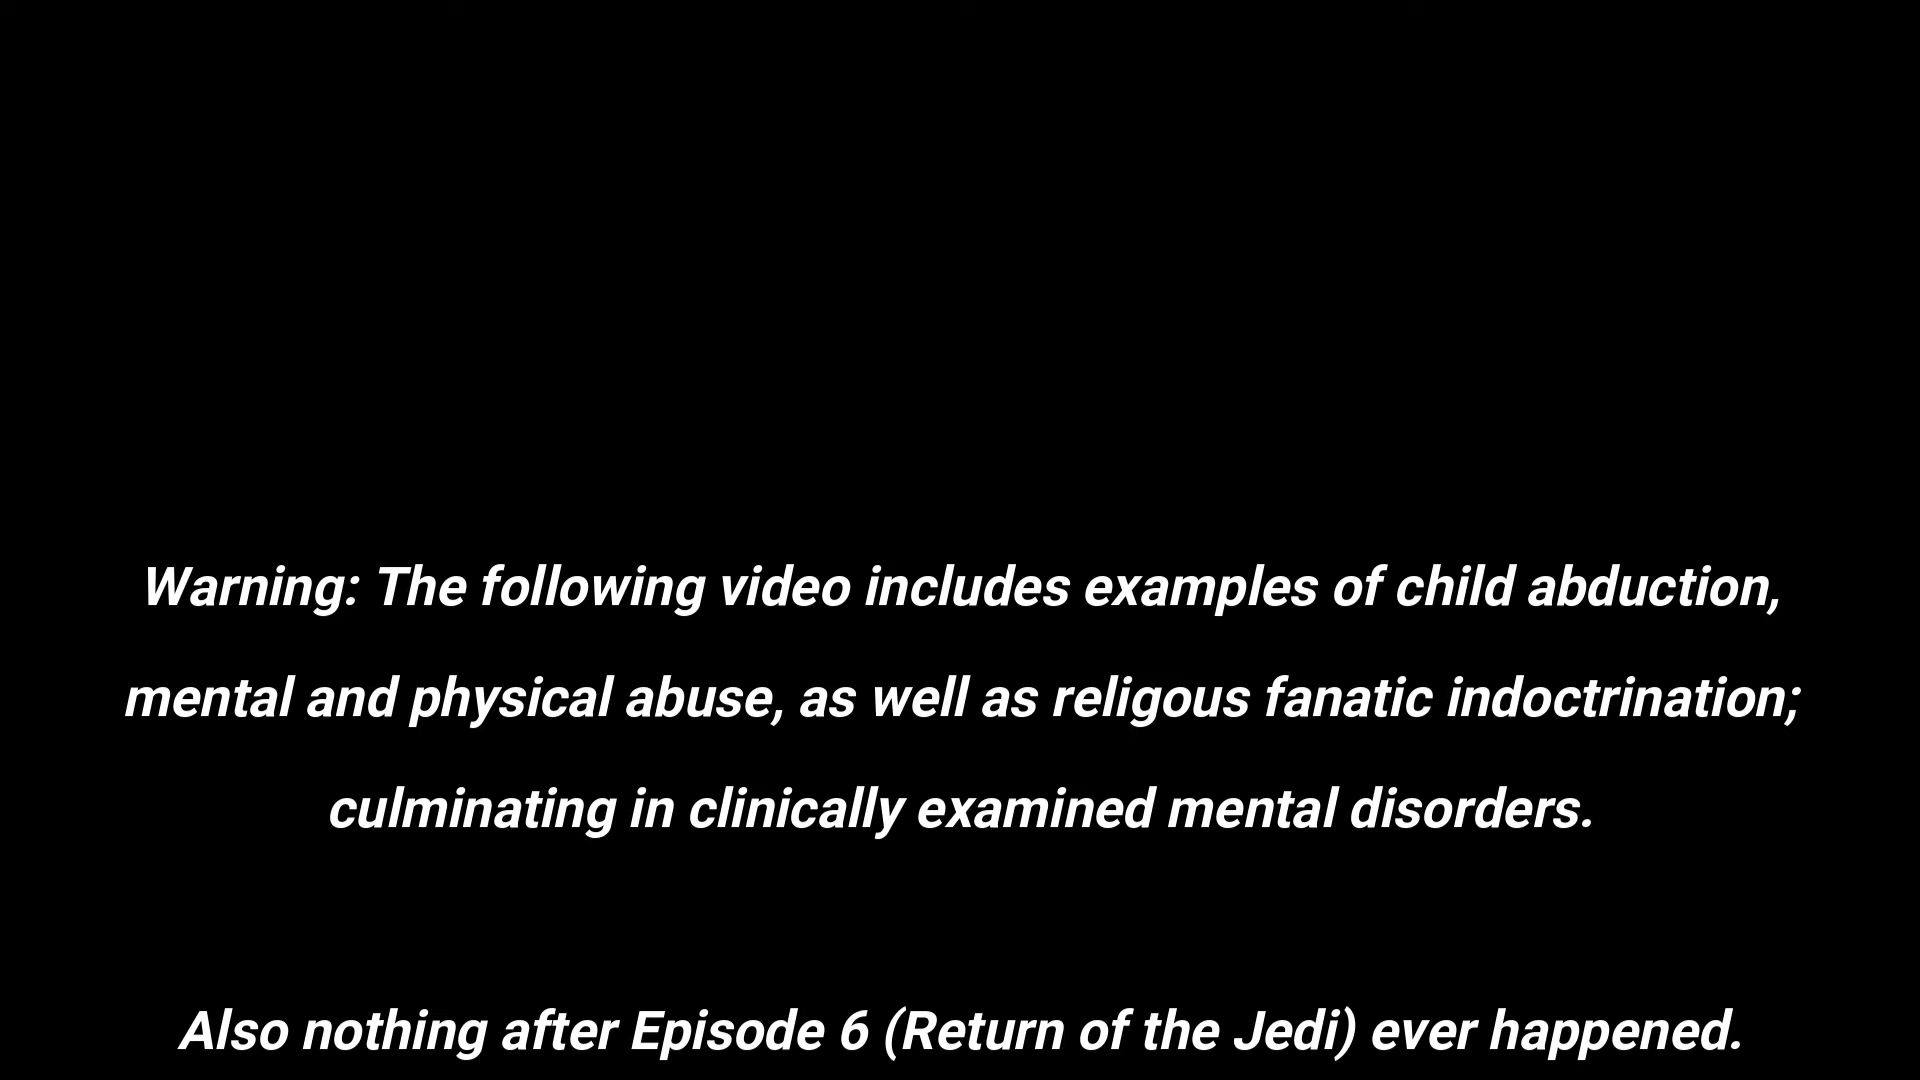 Warning: The following video includes examples of child abduction,
mental and physical abuse, as well as religous fanatic indoctrination;
culminating in clinically examined mental disorders.
Also nothing after Episode 6 (Return of the Jedi) ever happened.